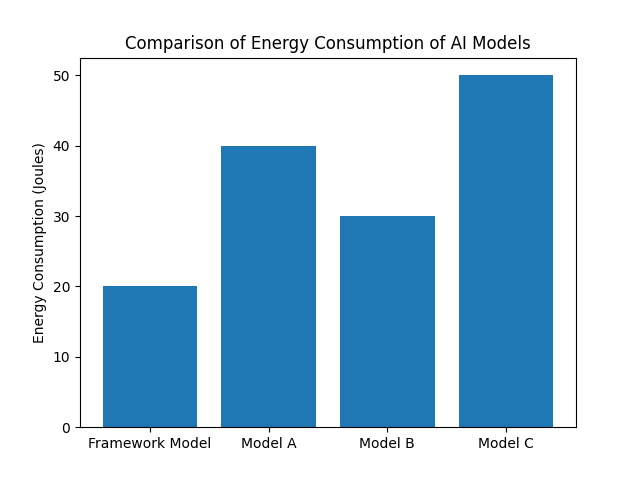 Comparison of Energy Consumption of AI Models
Energy Consumption (Joules)
50
40
30
20
10
0
Framework Model Model A Model B Model C